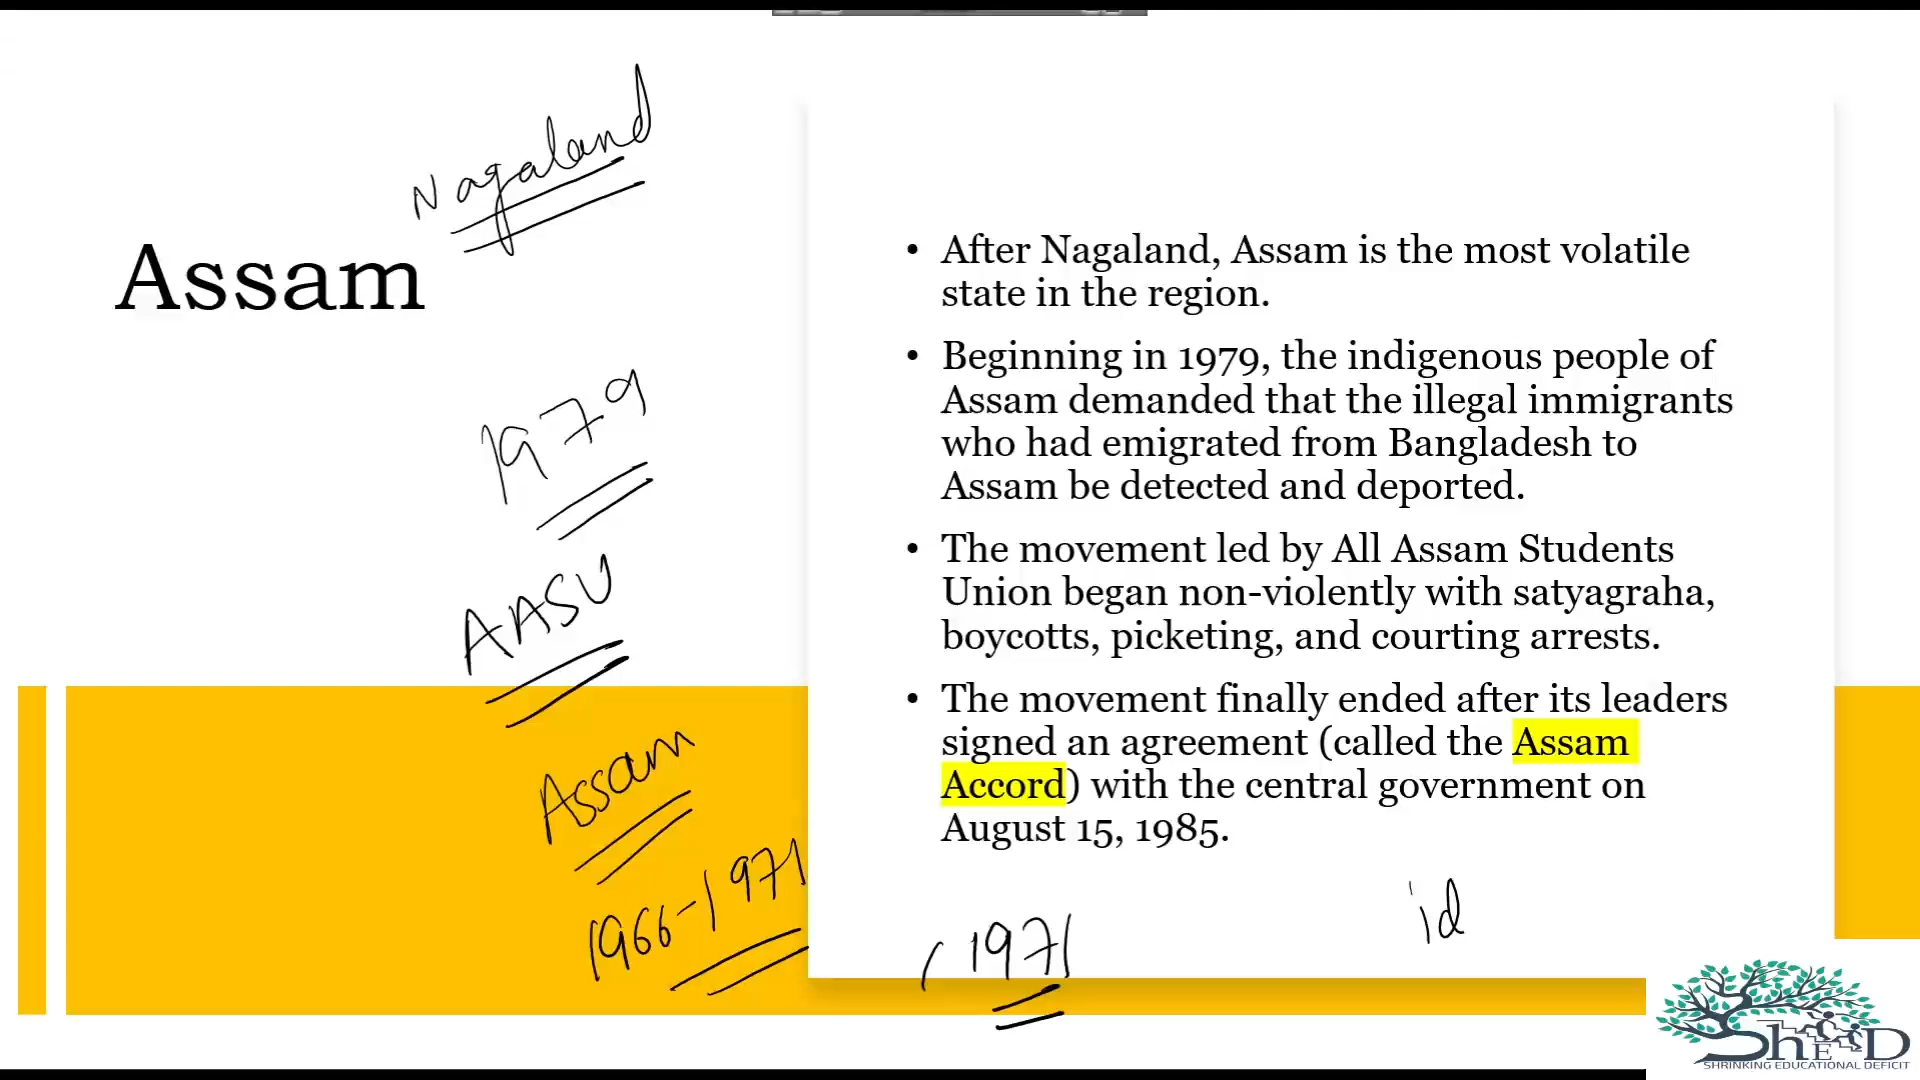 Nagaland
Assam
1979
AASU
Assam
1966-1971
• After Nagaland, Assam is the most volatile
state in the region.
• Beginning in 1979, the indigenous people of
Assam demanded that the illegal immigrants
who had emigrated from Bangladesh to
Assam be detected and deported.
• The movement led by All Assam Students
Union began non-violently with satyagraha,
boycotts, picketing, and courting arrests.
• The movement finally ended after its leaders
signed an agreement (called the Assam
Accord) with the central government on
August 15, 1985.
( 1971
id
ShED
SHRINKING EDUCATIONAL DEFICIT